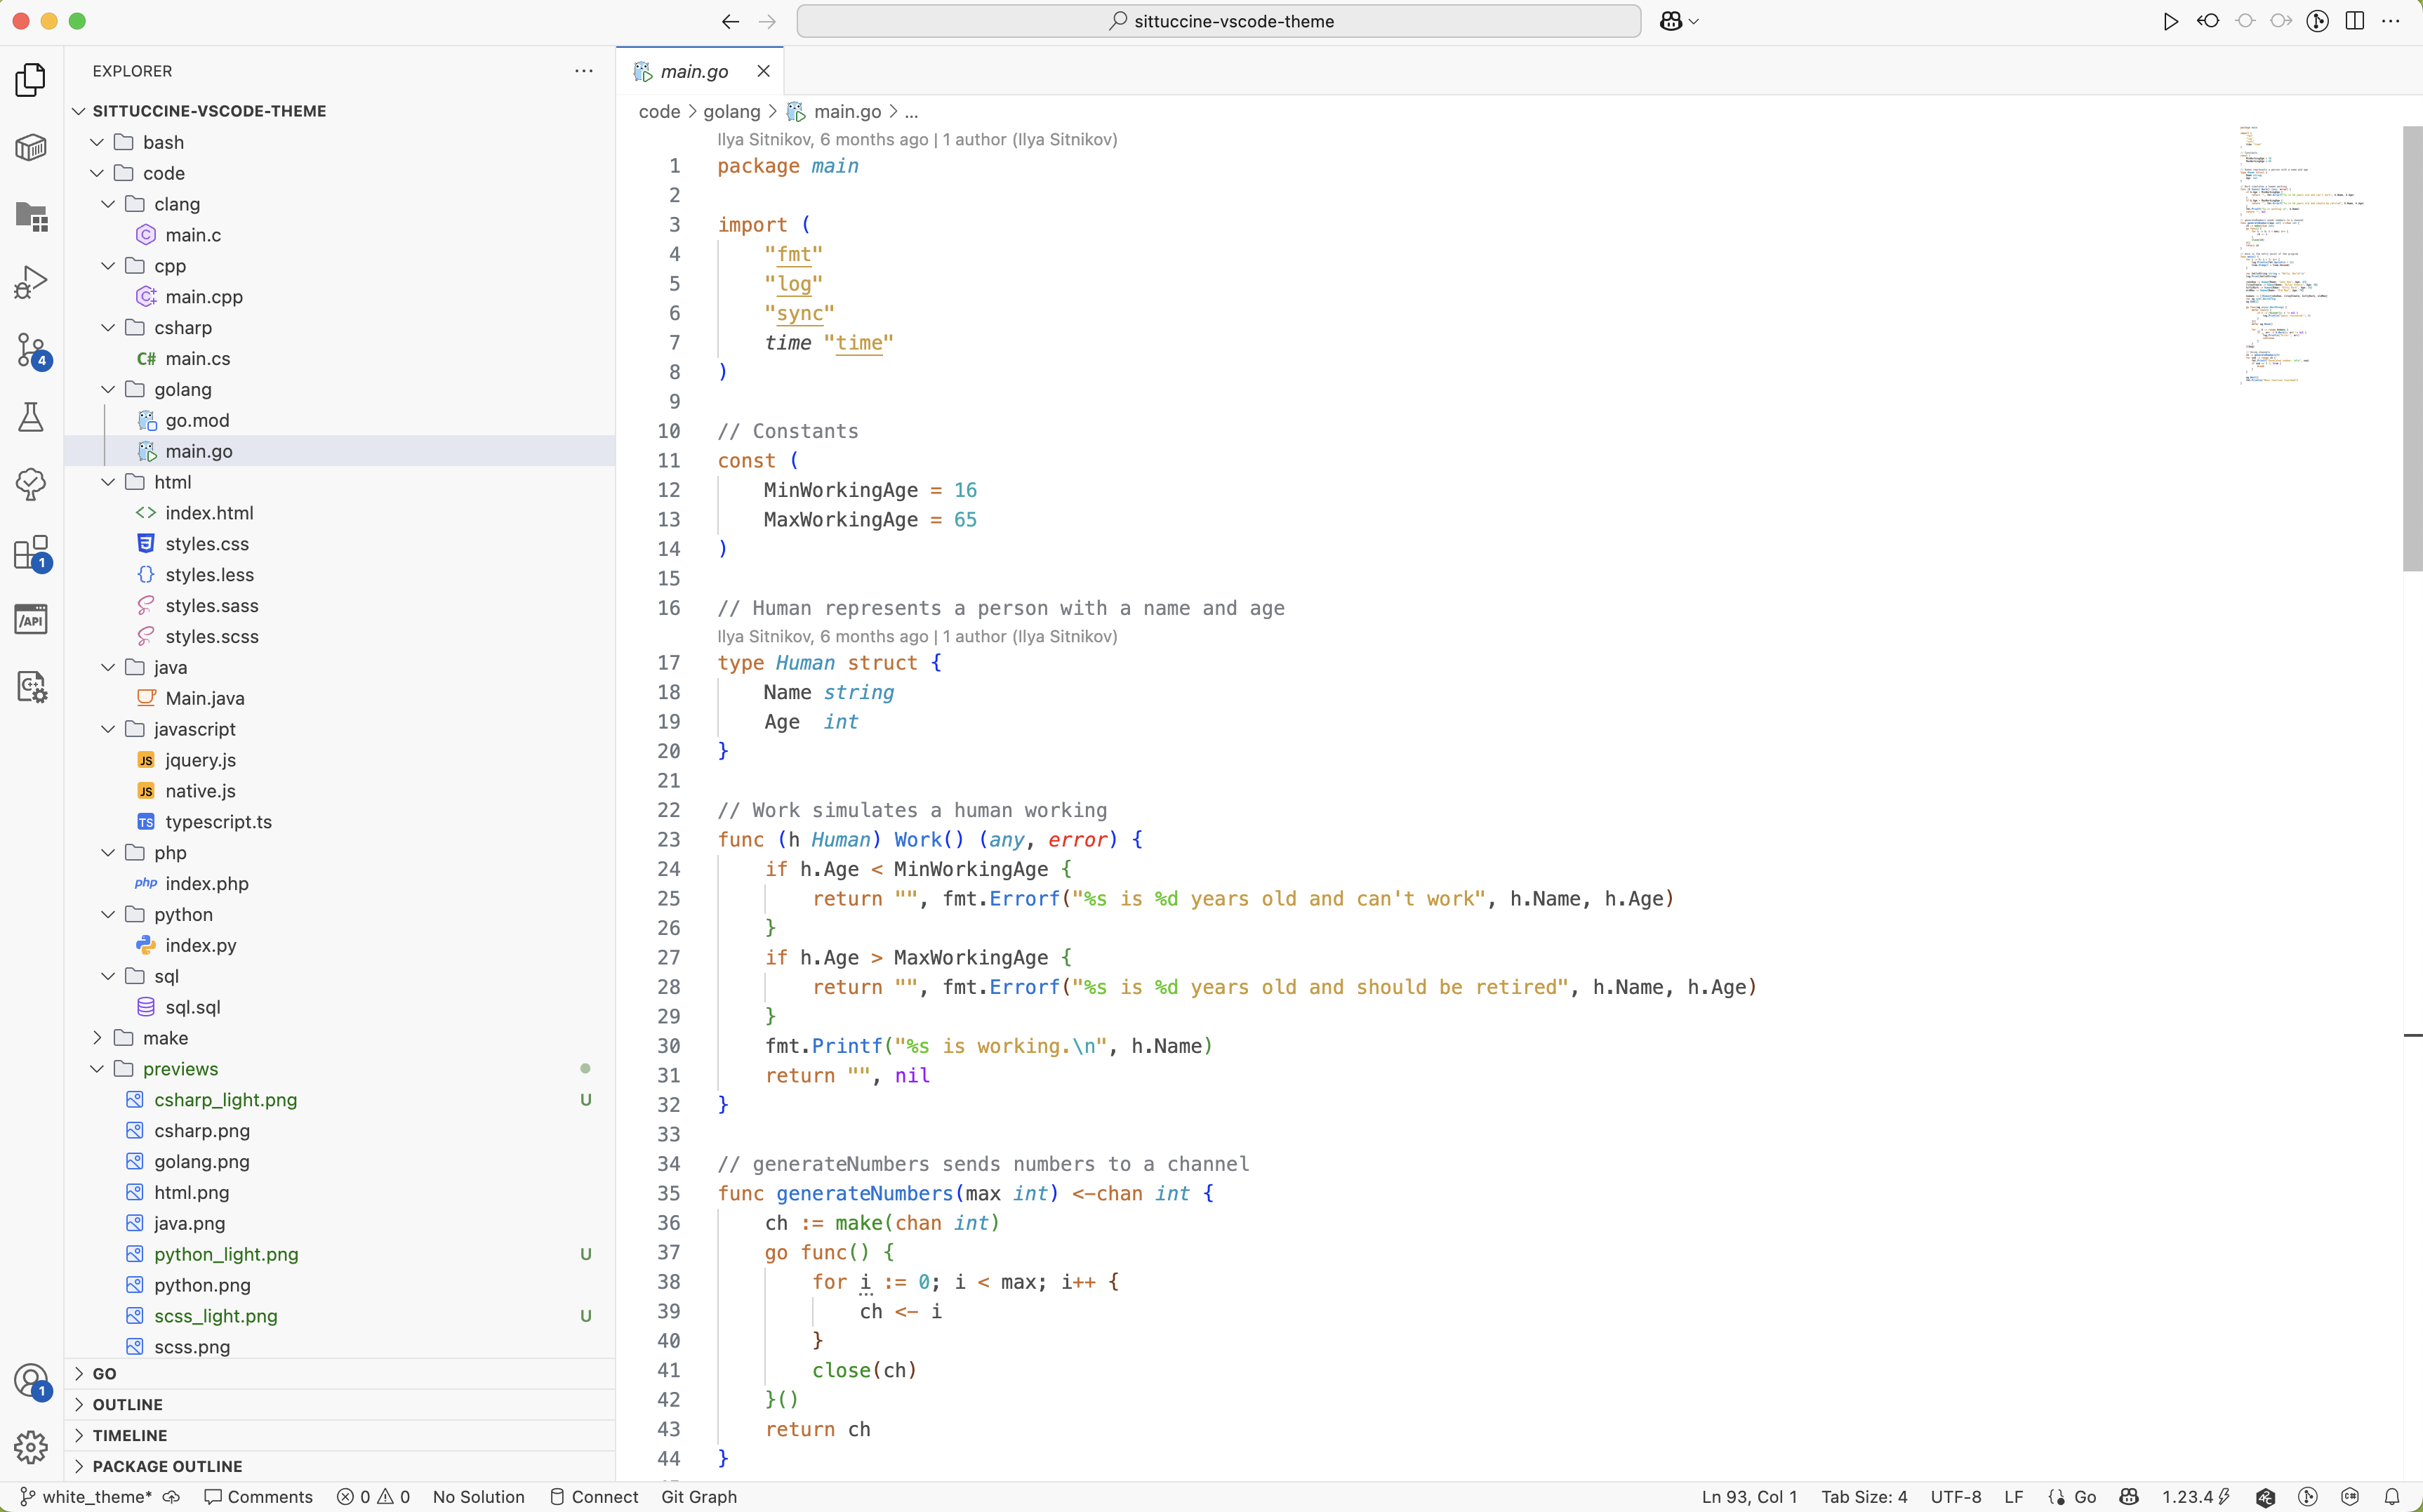 sittuccine-vscode-theme
EXPLORER
SITTUCCINE-VSCODE-THEME
bash
code
clang
main.c
cpp
main.cpp
csharp
C# main.cs
4
golang
go.mod
main.go
html
index.html
styles.css
1
styles.less
styles.sass
/API
styles.scss
java
Main.java
javascript
JS jquery.js
JS native.js
TS typescript.ts
php
php index.php
python
index.py
sql
sql.sql
make
previews
csharp_light.png U
csharp.png
golang.png
html.png
java.png
python_light.png U
python.png
scss_light.png U
scss.png
1
GO
OUTLINE
TIMELINE
PACKAGE OUTLINE
main.go
code > golang > main.go > ...
Ilya Sitnikov, 6 months ago | 1 author (Ilya Sitnikov)
1 package main
2
3 import (
4 "fmt"
5 "log"
6 "sync"
7 time "time"
8 )
9
10 // Constants
11 const (
12 MinWorkingAge = 16
13 MaxWorkingAge = 65
14 )
15
16 // Human represents a person with a name and age
Ilya Sitnikov, 6 months ago | 1 author (Ilya Sitnikov)
17 type Human struct {
18 Name string
19 Age int
20 }
21
22 // Work simulates a human working
23 func (h Human) Work() (any, error) {
24 if h.Age < MinWorkingAge {
25 return "", fmt.Errorf("%s is %d years old and can't work", h.Name, h.Age)
26 }
27 if h.Age > MaxWorkingAge {
28 return "", fmt.Errorf("%s is %d years old and should be retired", h.Name, h.Age)
29 }
30 fmt.Printf("%s is working.\n", h.Name)
31 return "", nil
32 }
33
34 // generateNumbers sends numbers to a channel
35 func generateNumbers(max int) <-chan int {
36 ch := make(chan int)
37 go func() {
38 for i := 0; i < max; i++ {
39 ch <- i
40 }
41 close(ch)
42 }()
43 return ch
44 }
white_theme* Comments 0 0 No Solution Connect Git Graph Ln 93, Col 1 Tab Size: 4 UTF-8 LF {} Go 1.23.4